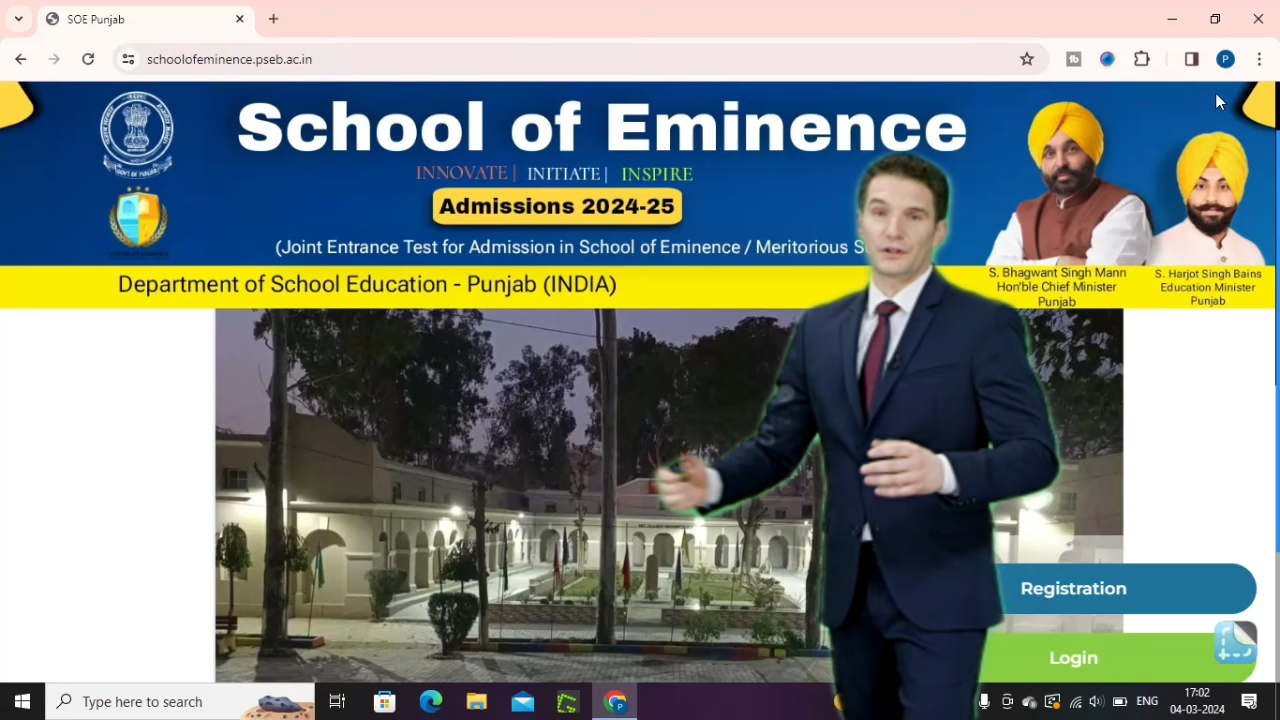 SOE Punjab
schoolofeminence.pseb.ac.in
School of Eminence
INNOVATE | INITIATE | INSPIRE
Admissions 2024-25
(Joint Entrance Test for Admission in School of Eminence / Meritorious
Department of School Education - Punjab (INDIA)
S. Bhagwant Singh Mann
Hon'ble Chief Minister
Punjab
S. Harjot Singh Bains
Education Minister
Punjab
Registration
Login
Type here to search
ENG
17:02
04-03-2024
P